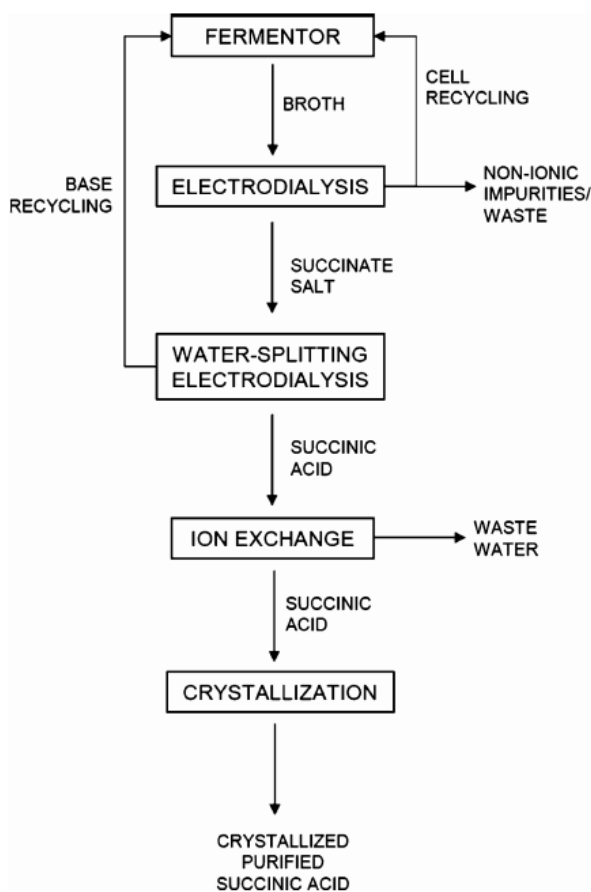 FERMENTOR
CELL
RECYCLING
BROTH
BASE
RECYCLING
ELECTRODIALYSIS
NON-IONIC
IMPURITIES/
WASTE
SUCCINATE
SALT
WATER-SPLITTING
ELECTRODIALYSIS
SUCCINIC
ACID
ION EXCHANGE
WASTE
WATER
SUCCINIC
ACID
CRYSTALLIZATION
CRYSTALLIZED
PURIFIED
SUCCINIC ACID